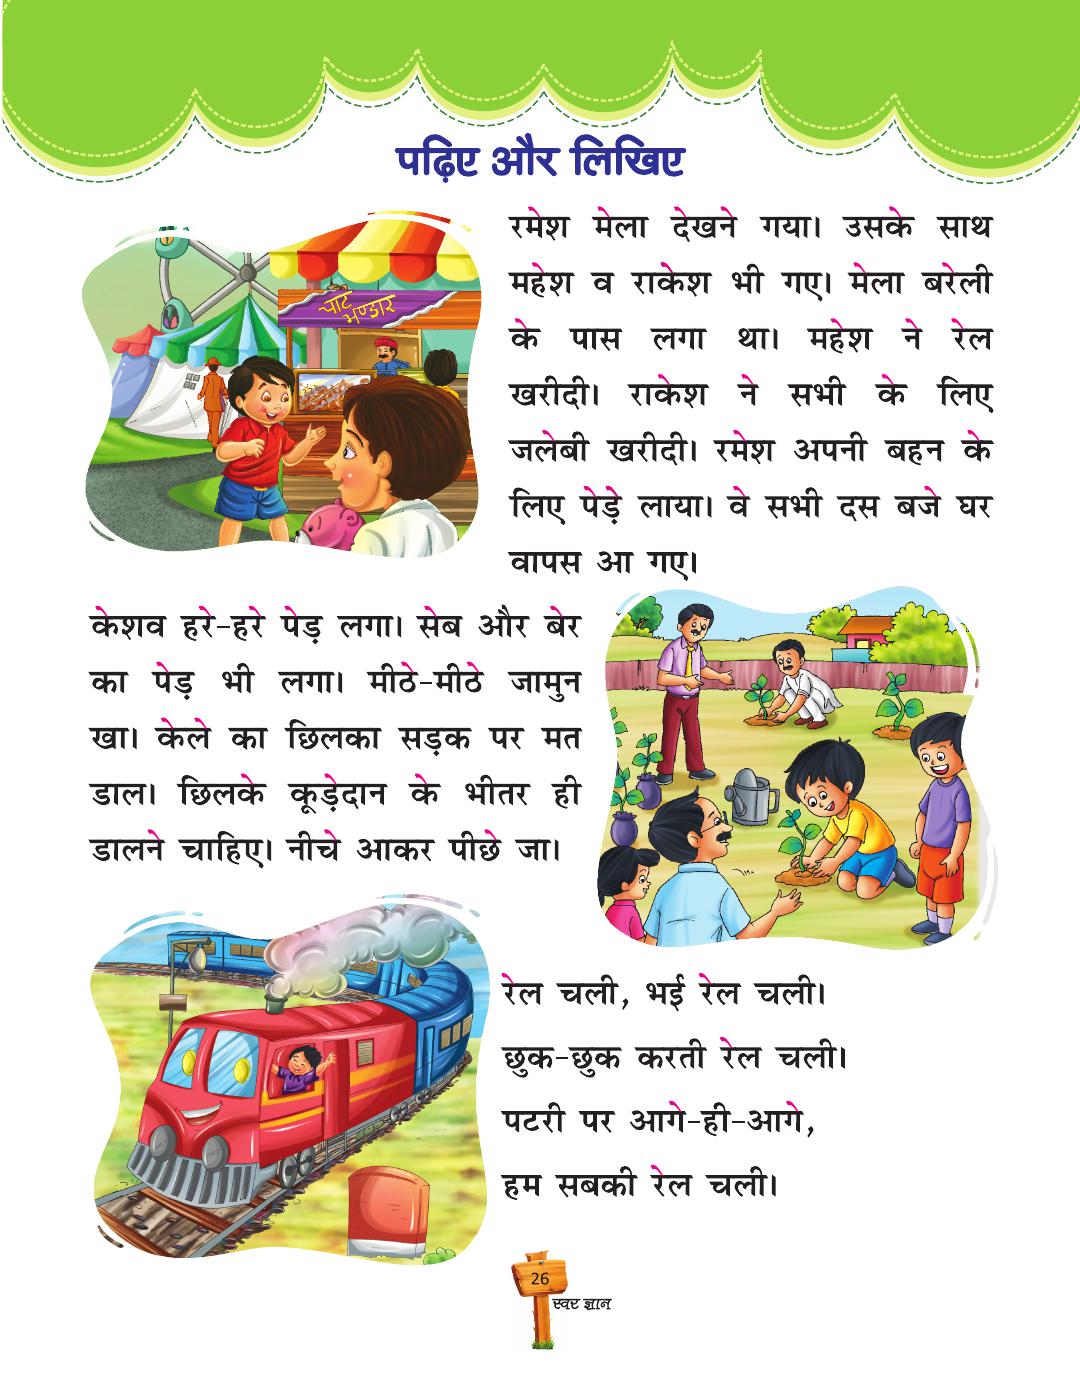 पढ़िए और लिखिए
चाट
भण्डार
रमेश मेला देखने गया। उसके साथ
महेश व राकेश भी गए। मेला बरेली
के पास लगा था। महेश ने रेल
खरीदी। राकेश ने सभी के लिए
जलेबी खरीदी। रमेश अपनी बहन के
लिए पेड़े लाया। वे सभी दस बजे घर
वापस आ गए।
केशव हरे-हरे पेड़ लगा। सेब और बेर
का पेड़ भी लगा। मीठे-मीठे जामुन
खा। केले का छिलका सड़क पर मत
डाल। छिलके कूड़ेदान के भीतर ही
डालने चाहिए। नीचे आकर पीछे जा।
रेल चली, भई रेल चली।
छुक-छुक करती रेल चली।
पटरी पर आगे-ही-आगे,
हम सबकी रेल चली।
26
स्वर ज्ञान